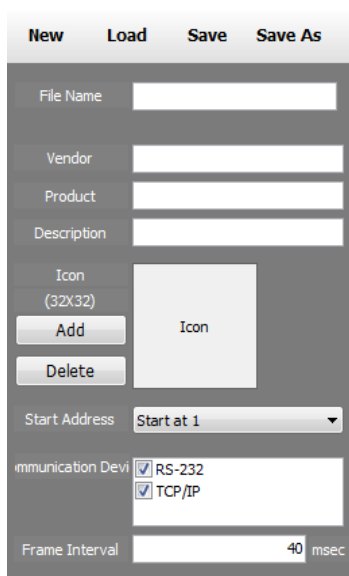 New Load Save Save As
File Name
Vendor
Product
Description
Icon
(32X32)
Add
Icon
Delete
Start Address Start at 1
mmunication Devi RS-232
TCP/IP
Frame Interval 40 msec